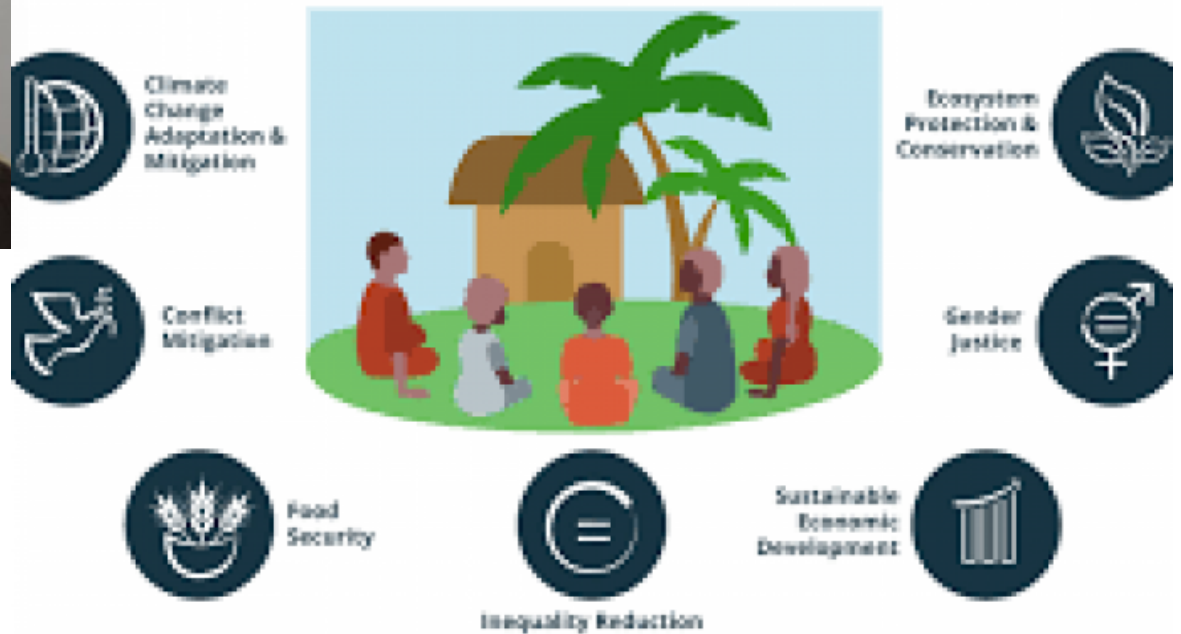 Climate
Change
Adaptation &
Mitigation
Ecosystem
Protection &
Conservation
Conflict
Mitigation
Gender
Justice
Food
Security
Sustainable
Economic
Development
Inequality Reduction